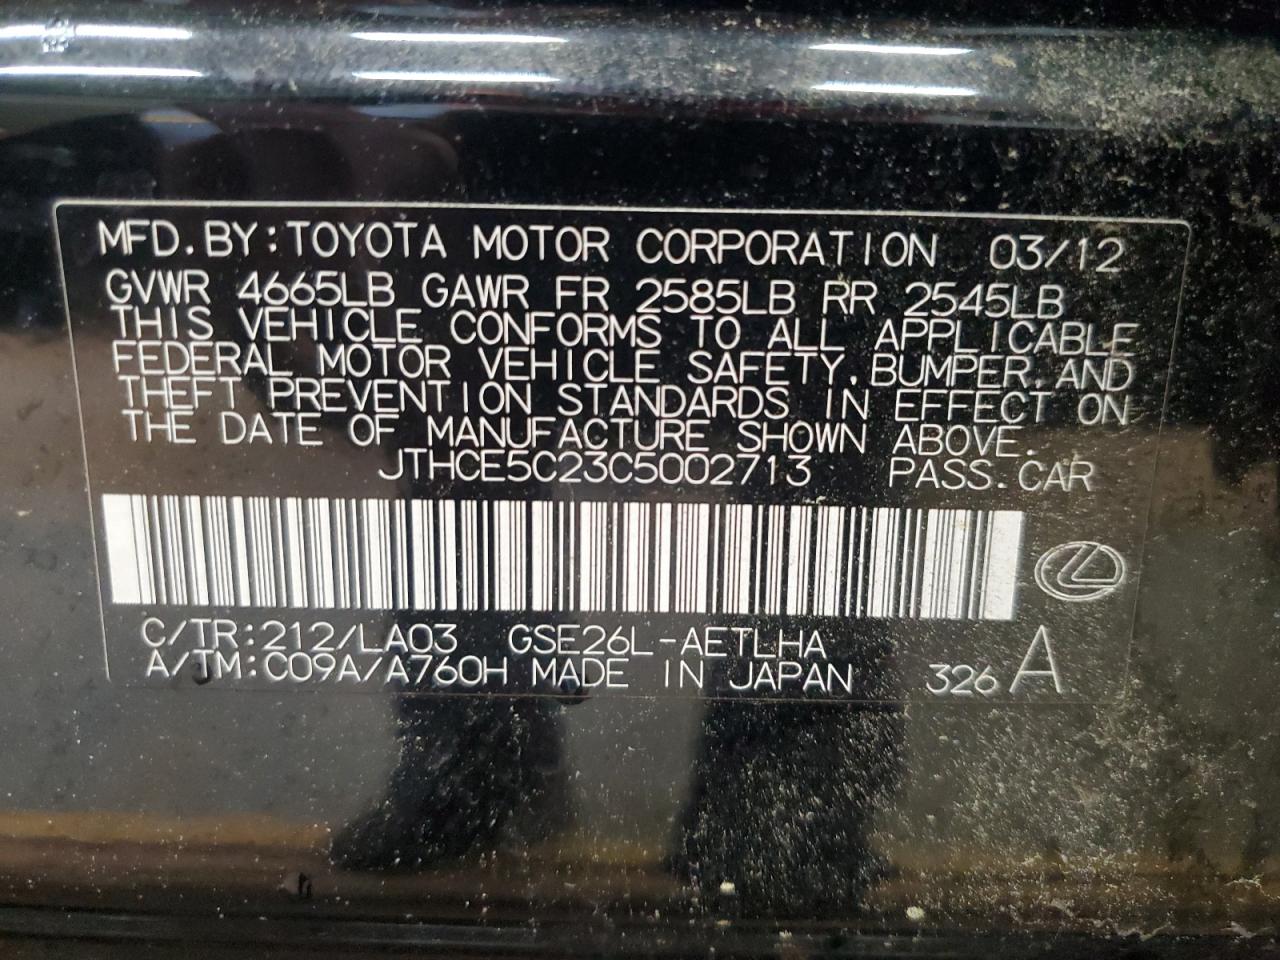 MFD. BY: TOYOTA MOTOR CORPORATION 03/12
GVWR 4665LB GAWR FR 2585LB RR 2545LB
THIS VEHICLE CONFORMS TO ALL APPLICABLE
FEDERAL MOTOR VEHICLE SAFETY, BUMPER, AND
THEFT PREVENTION STANDARDS IN EFFECT ON
THE DATE OF MANUFACTURE SHOWN ABOVE.
JTHCE5C23C5002713 PASS. CAR
C/TR:212/LA03 GSE26L-AETLHA
A/TM:C09A/A760H MADE IN JAPAN 326 A